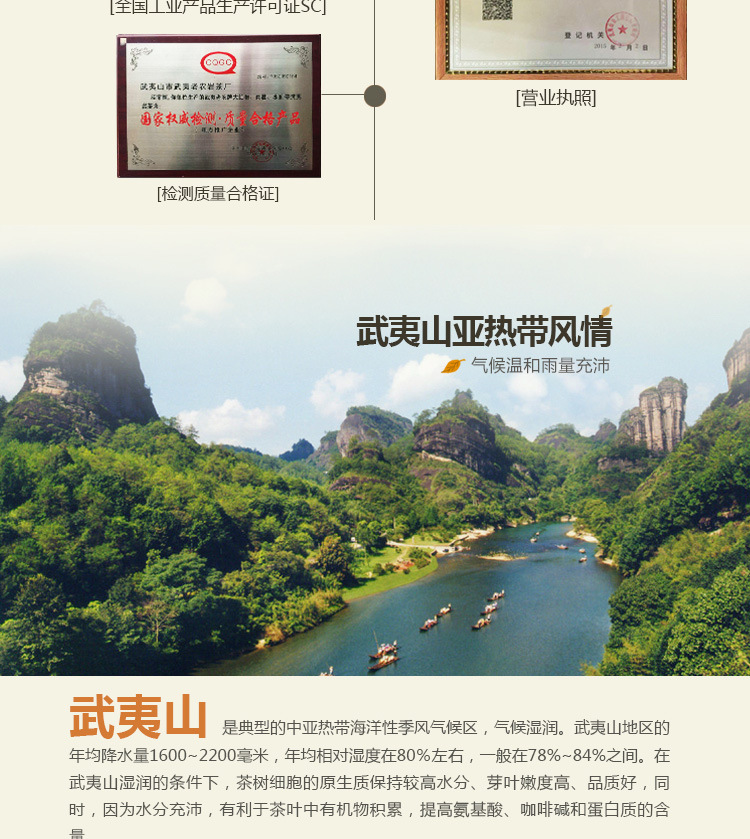 [全国工业产品生产许可证SC]
CQGC
武夷山市武夷老农岩茶厂
国家权威检测·质量合格产品
[检测质量合格证]
登记机关
2015 年 2 月 2 日
[营业执照]
武夷山亚热带风情
气候温和雨量充沛
武夷山 是典型的中亚热带海洋性季风气候区，气候湿润。武夷山地区的
年均降水量1600~2200毫米，年均相对湿度在80%左右，一般在78%~84%之间。在
武夷山湿润的条件下，茶树细胞的原生质保持较高水分、芽叶嫩度高、品质好，同
时，因为水分充沛，有利于茶叶中有机物积累，提高氨基酸、咖啡碱和蛋白质的含
量